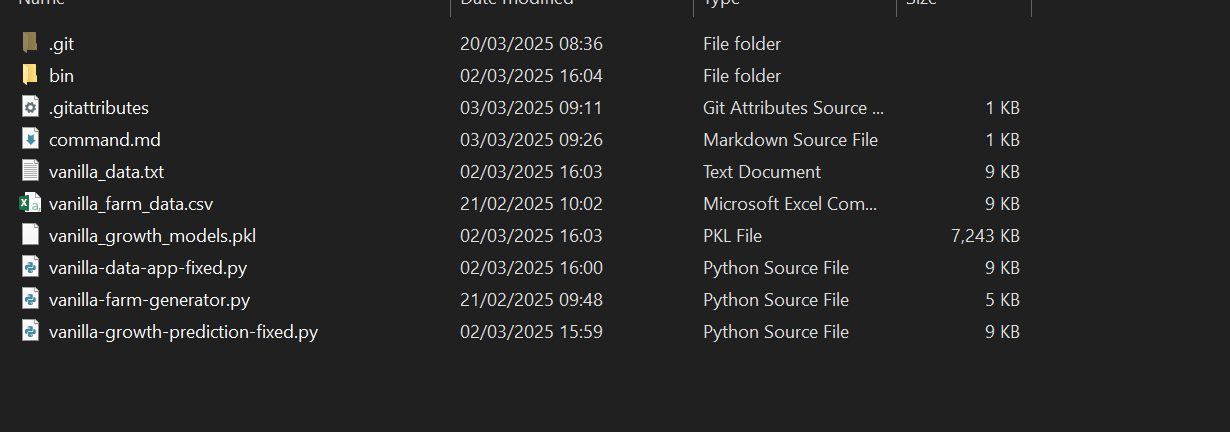 Name Date modified Type Size
.git 20/03/2025 08:36 File folder
bin 02/03/2025 16:04 File folder
.gitattributes 03/03/2025 09:11 Git Attributes Source ... 1 KB
command.md 03/03/2025 09:26 Markdown Source File 1 KB
vanilla_data.txt 02/03/2025 16:03 Text Document 9 KB
vanilla_farm_data.csv 21/02/2025 10:02 Microsoft Excel Com... 9 KB
vanilla_growth_models.pkl 02/03/2025 16:03 PKL File 7,243 KB
vanilla-data-app-fixed.py 02/03/2025 16:00 Python Source File 9 KB
vanilla-farm-generator.py 21/02/2025 09:48 Python Source File 5 KB
vanilla-growth-prediction-fixed.py 02/03/2025 15:59 Python Source File 9 KB